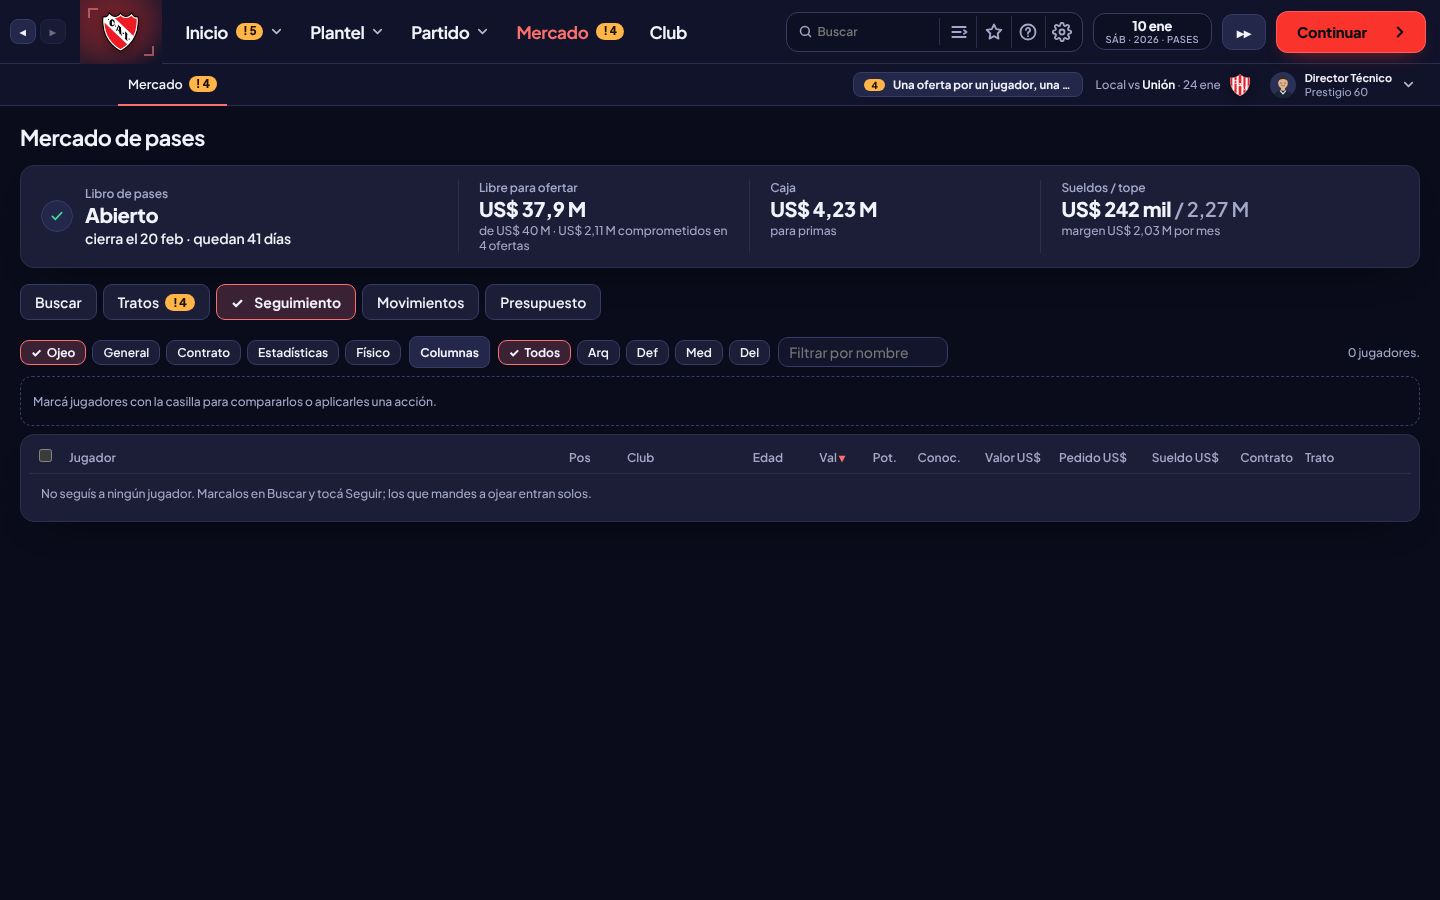 Inicio !5
Plantel
Partido
Mercado !4
Club
Buscar
10 ene
SÁB · 2026 · PASES
Continuar
Mercado !4
4 Una oferta por un jugador, una ...
Local vs Unión · 24 ene
Director Técnico
Prestigio 60
Mercado de pases
Libro de pases
Abierto
cierra el 20 feb · quedan 41 días
Libre para ofertar
US$ 37,9 M
de US$ 40 M · US$ 2,11 M comprometidos en
4 ofertas
Caja
US$ 4,23 M
para primas
Sueldos / tope
US$ 242 mil / 2,27 M
margen US$ 2,03 M por mes
Buscar
Tratos !4
Seguimiento
Movimientos
Presupuesto
Ojeo
General
Contrato
Estadísticas
Físico
Columnas
Todos
Arq
Def
Med
Del
Filtrar por nombre
0 jugadores.
Marcá jugadores con la casilla para compararlos o aplicarles una acción.
Jugador Pos Club Edad Val Pot. Conoc. Valor US$ Pedido US$ Sueldo US$ Contrato Trato
No seguís a ningún jugador. Marcalos en Buscar y tocá Seguir; los que mandes a ojear entran solos.